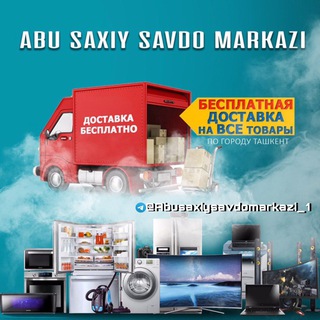 ABU SAXIY SAVDO MARKAZI
ДОСТАВКА
БЕСПЛАТНО
БЕСПЛАТНАЯ
ДОСТАВКА
НА ВСЕ ТОВАРЫ
ПО ГОРОДУ ТАШКЕНТ
@Abusaxiysavdomarkazi_1